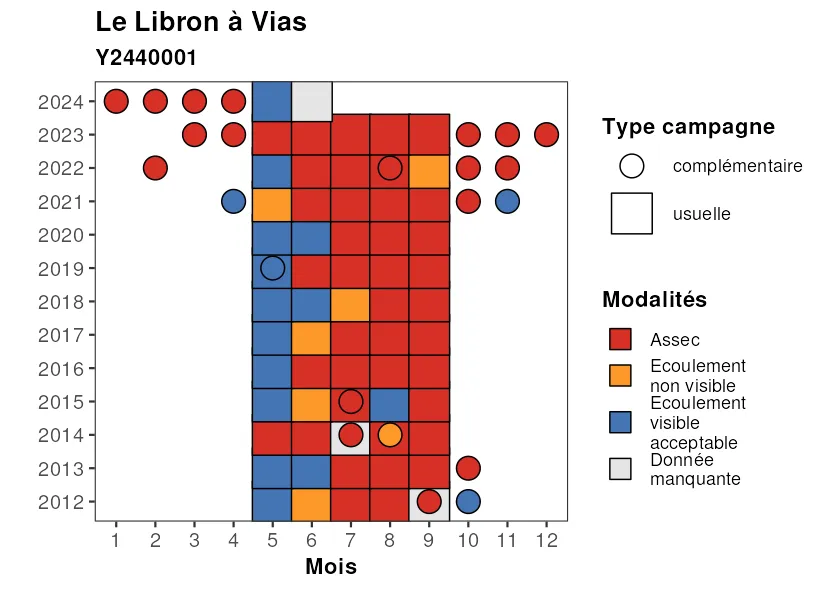 Le Libron à Vias
Y2440001
2024
2023
2022
2021
2020
2019
2018
2017
2016
2015
2014
2013
2012
1 2 3 4 5 6 7 8 9 10 11 12
Mois
Type campagne
complémentaire
usuelle
Modalités
Assec
Ecoulement
non visible
Ecoulement
visible
acceptable
Donnée
manquante